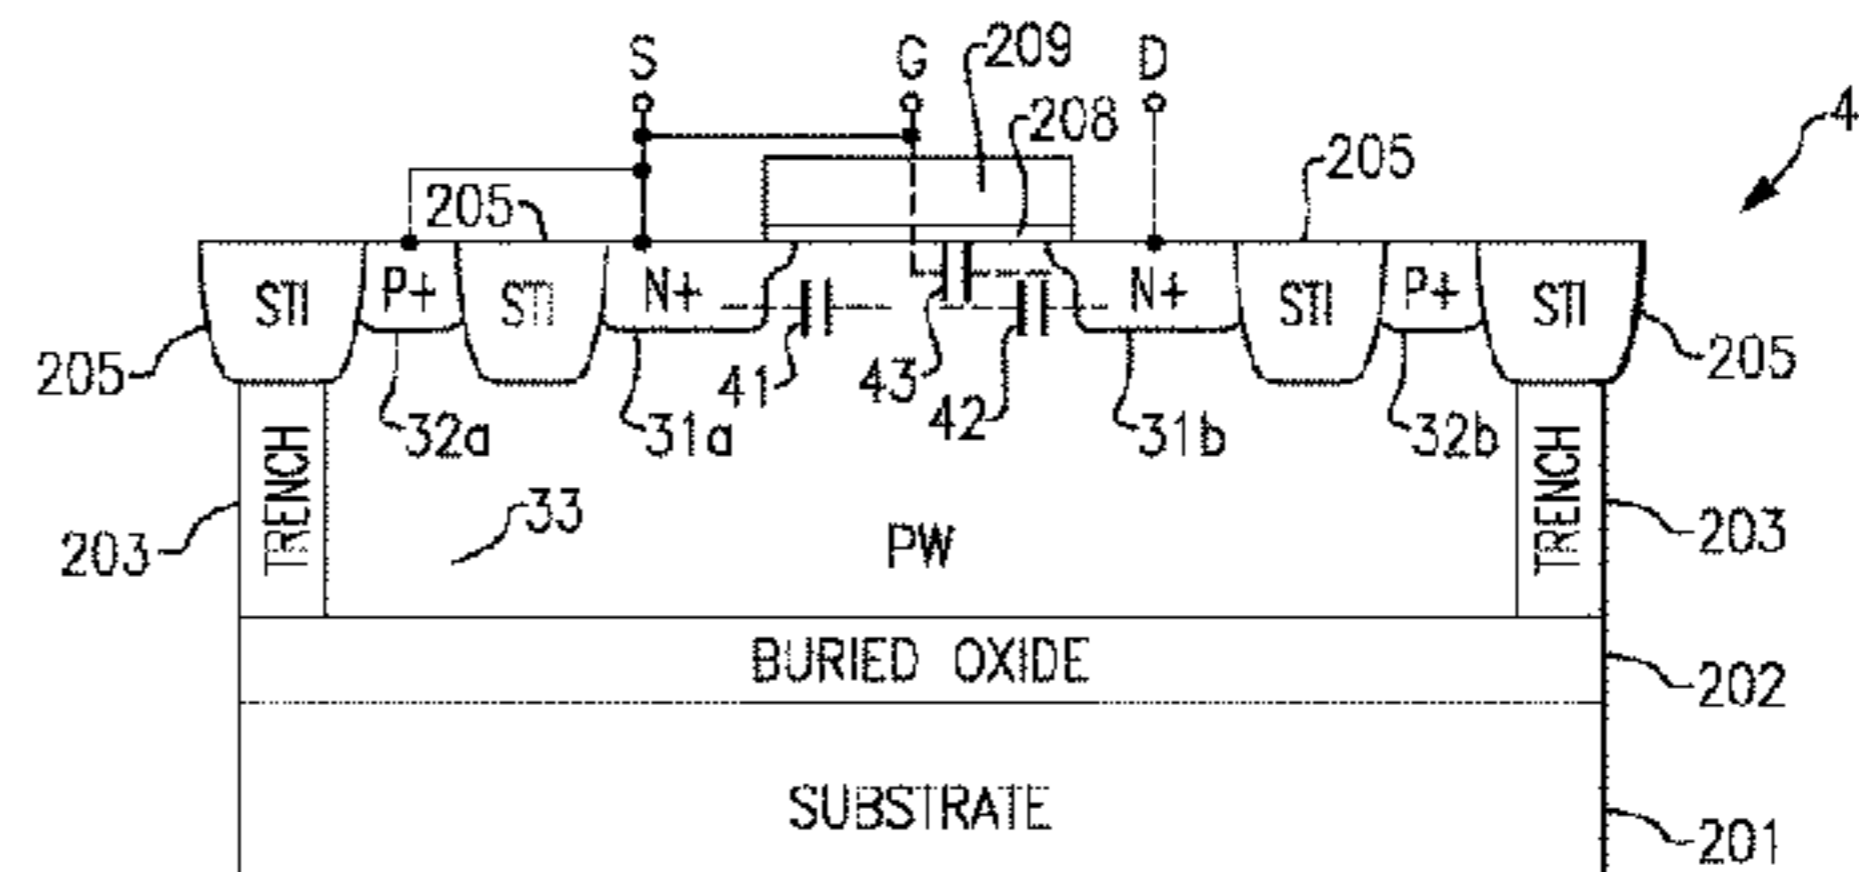 S G 209 D
208 4
205 205
STI P+ STI N+ N+ STI P+ STI
205 41 43 42 205
32a 31a 31b 32b
TRENCH TRENCH
203 33 PW 203
BURIED OXIDE
202
SUBSTRATE
201